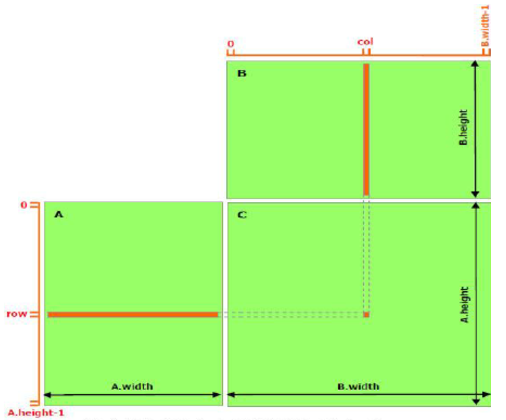 B.width-1
0
col
B
B.height
0
A
C
row
A.height
A.width
B.width
A.height-1